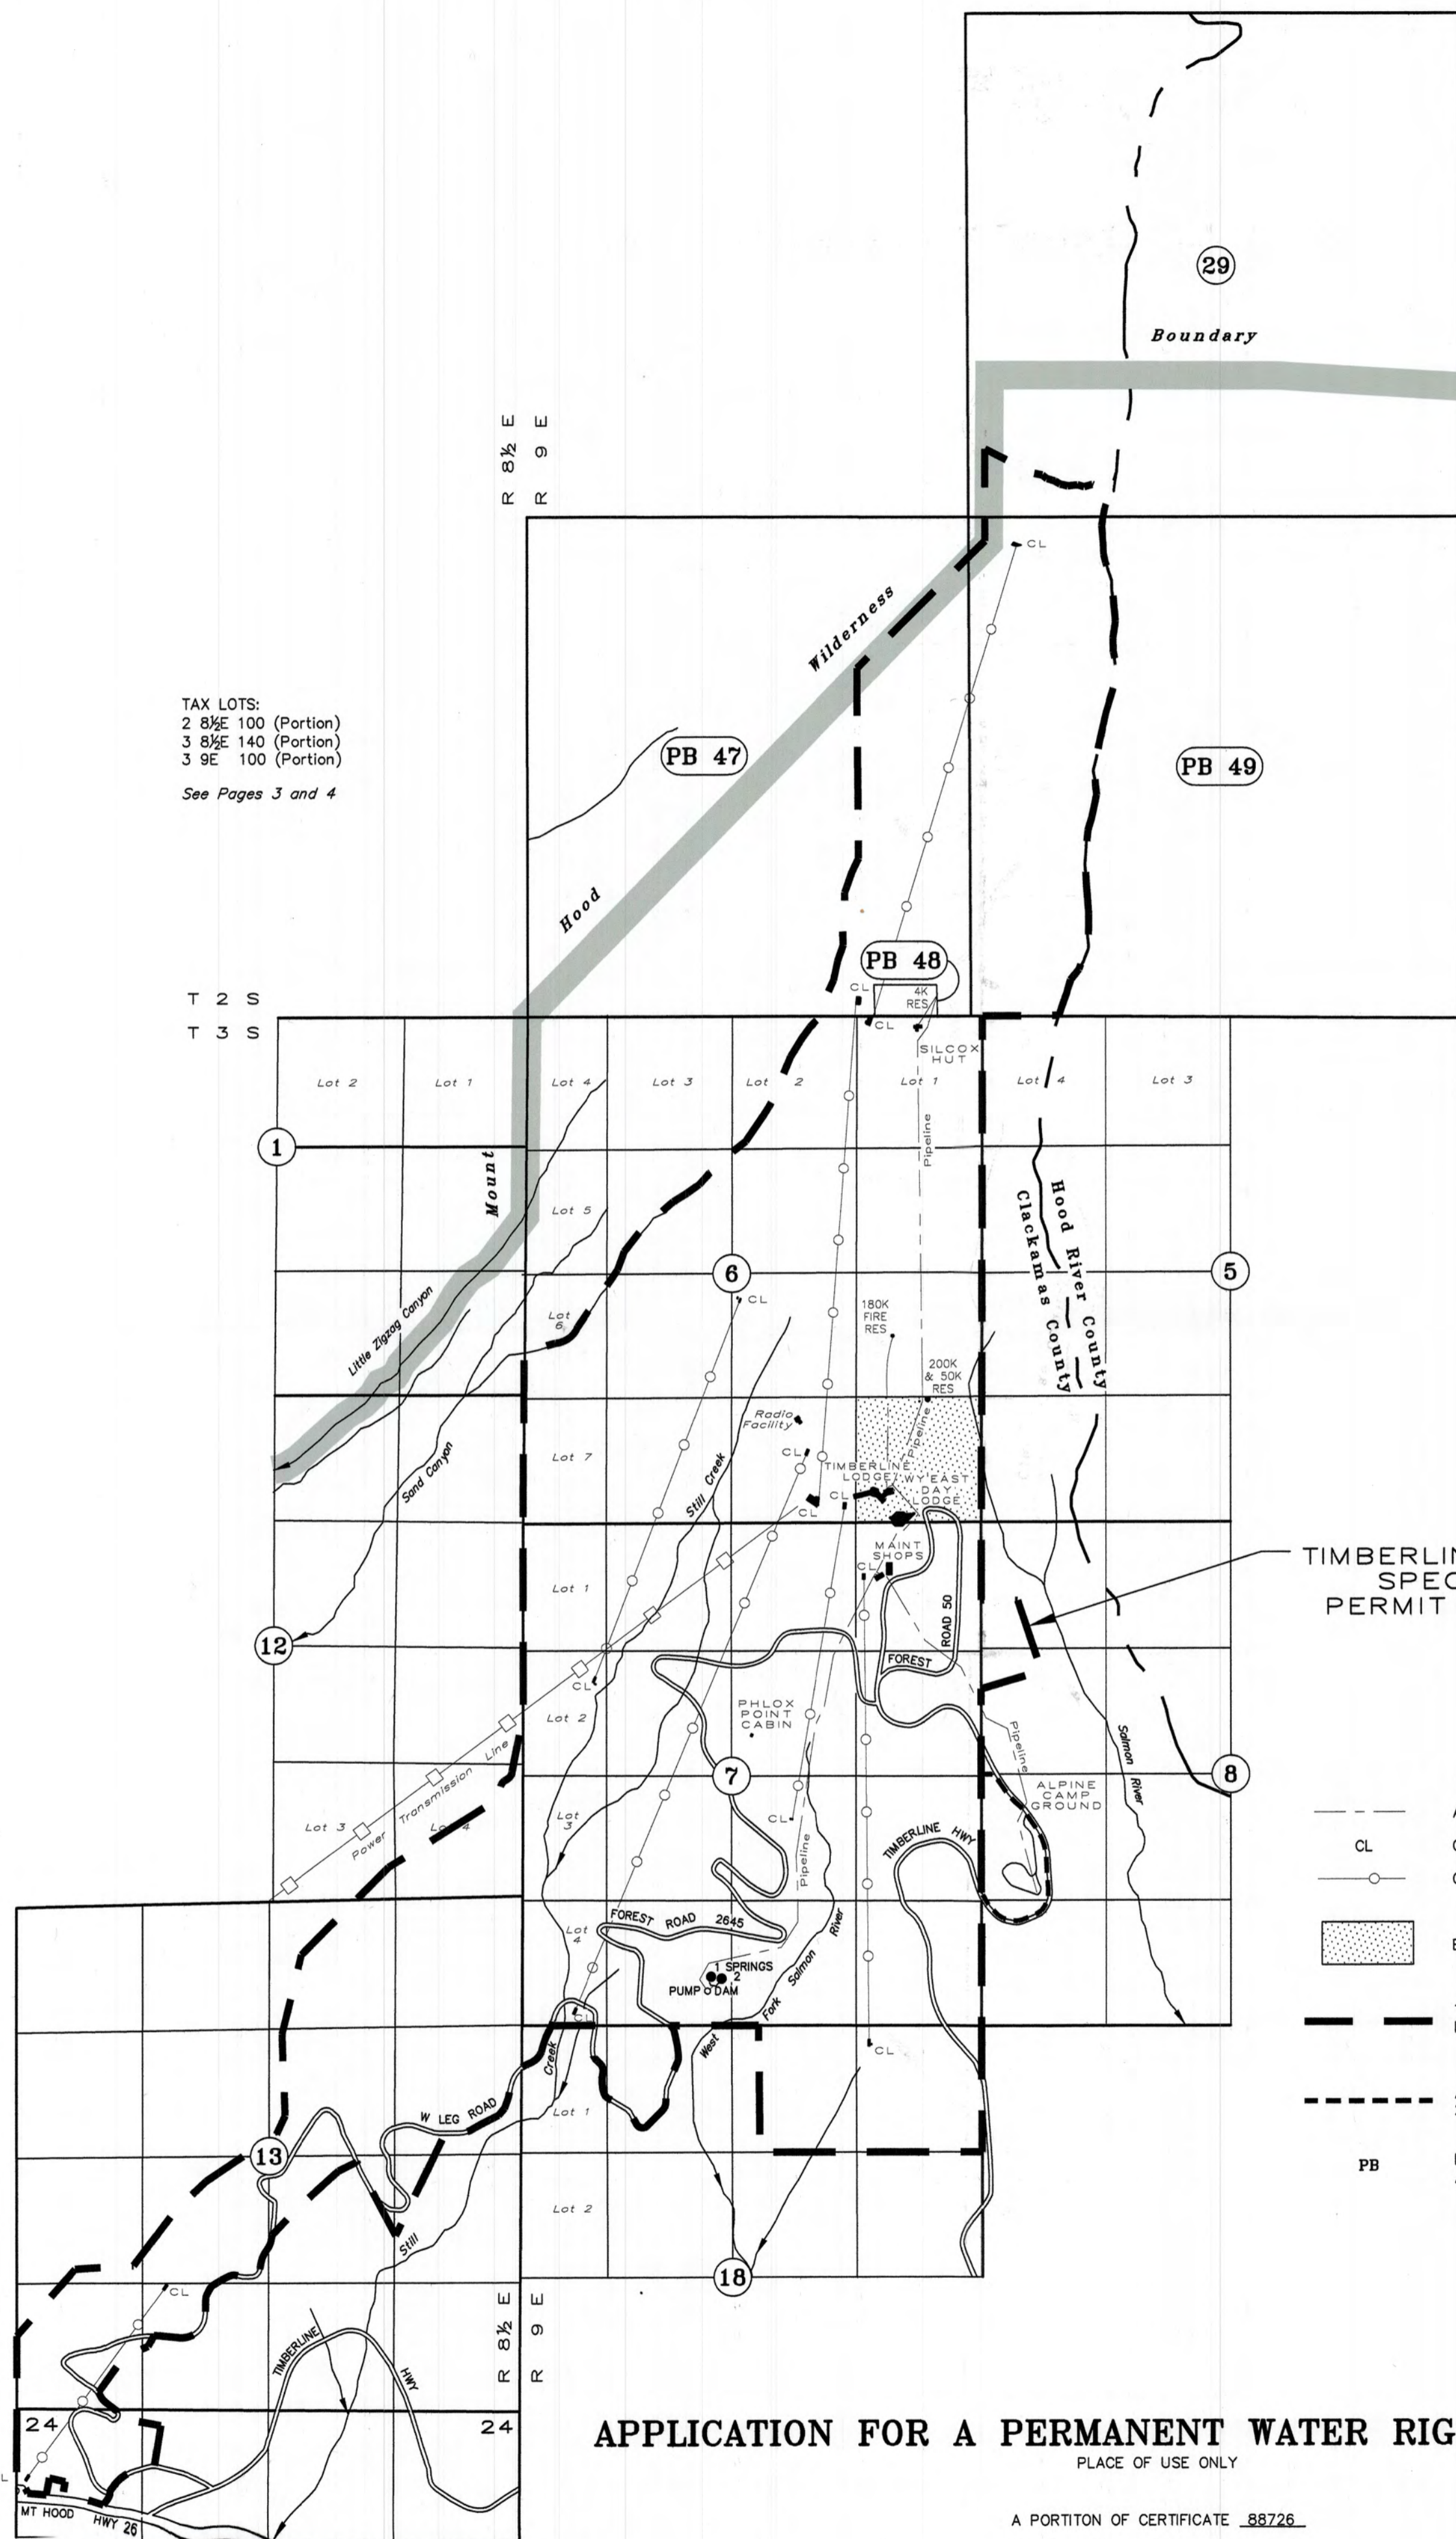 29
Boundary
R 8½ E
R 9 E
CL
Wilderness
TAX LOTS:
2 8½E 100 (Portion)
3 8½E 140 (Portion)
3 9E 100 (Portion)
See Pages 3 and 4
PB 47
PB 49
Hood
PB 48
T 2 S
T 3 S
CL
4K
RES
CL
SILCOX
HUT
Lot 2
Lot 1
Lot 4
Lot 3
Lot 2
Lot 1
Lot 4
Lot 3
1
Mount
Pipeline
Lot 5
Hood River County
Clackamas County
6
5
CL
Lot
6
180K
FIRE
RES
Little Zigzag Canyon
200K
& 50K
RES
Radio
Facility
Pipeline
Lot 7
CL
Sand Canyon
Still Creek
TIMBERLINE
LODGE
WY'EAST
DAY
LODGE
CL
CL
MAINT
SHOPS
CL
TIMBERLIN
SPEC
PERMIT
Lot 1
ROAD 50
12
FOREST
CL
Lot 2
PHLOX
POINT
CABIN
Pipeline
Salmon River
7
8
Power Transmission Line
ALPINE
CAMP
GROUND
Lot 3
Lot 4
Lot
3
CL
Pipeline
TIMBERLINE HWY
CL
FOREST ROAD 2645
Lot
4
1 SPRINGS
2
PUMP DAM
West Fork Salmon River
CL
CL
Creek
W LEG ROAD
Lot 1
13
PB
Still
Lot 2
18
CL
R 8½ E
R 9 E
TIMBERLINE HWY
24
24
MT HOOD HWY 26
APPLICATION FOR A PERMANENT WATER RIG
PLACE OF USE ONLY
A PORTITON OF CERTIFICATE 88726